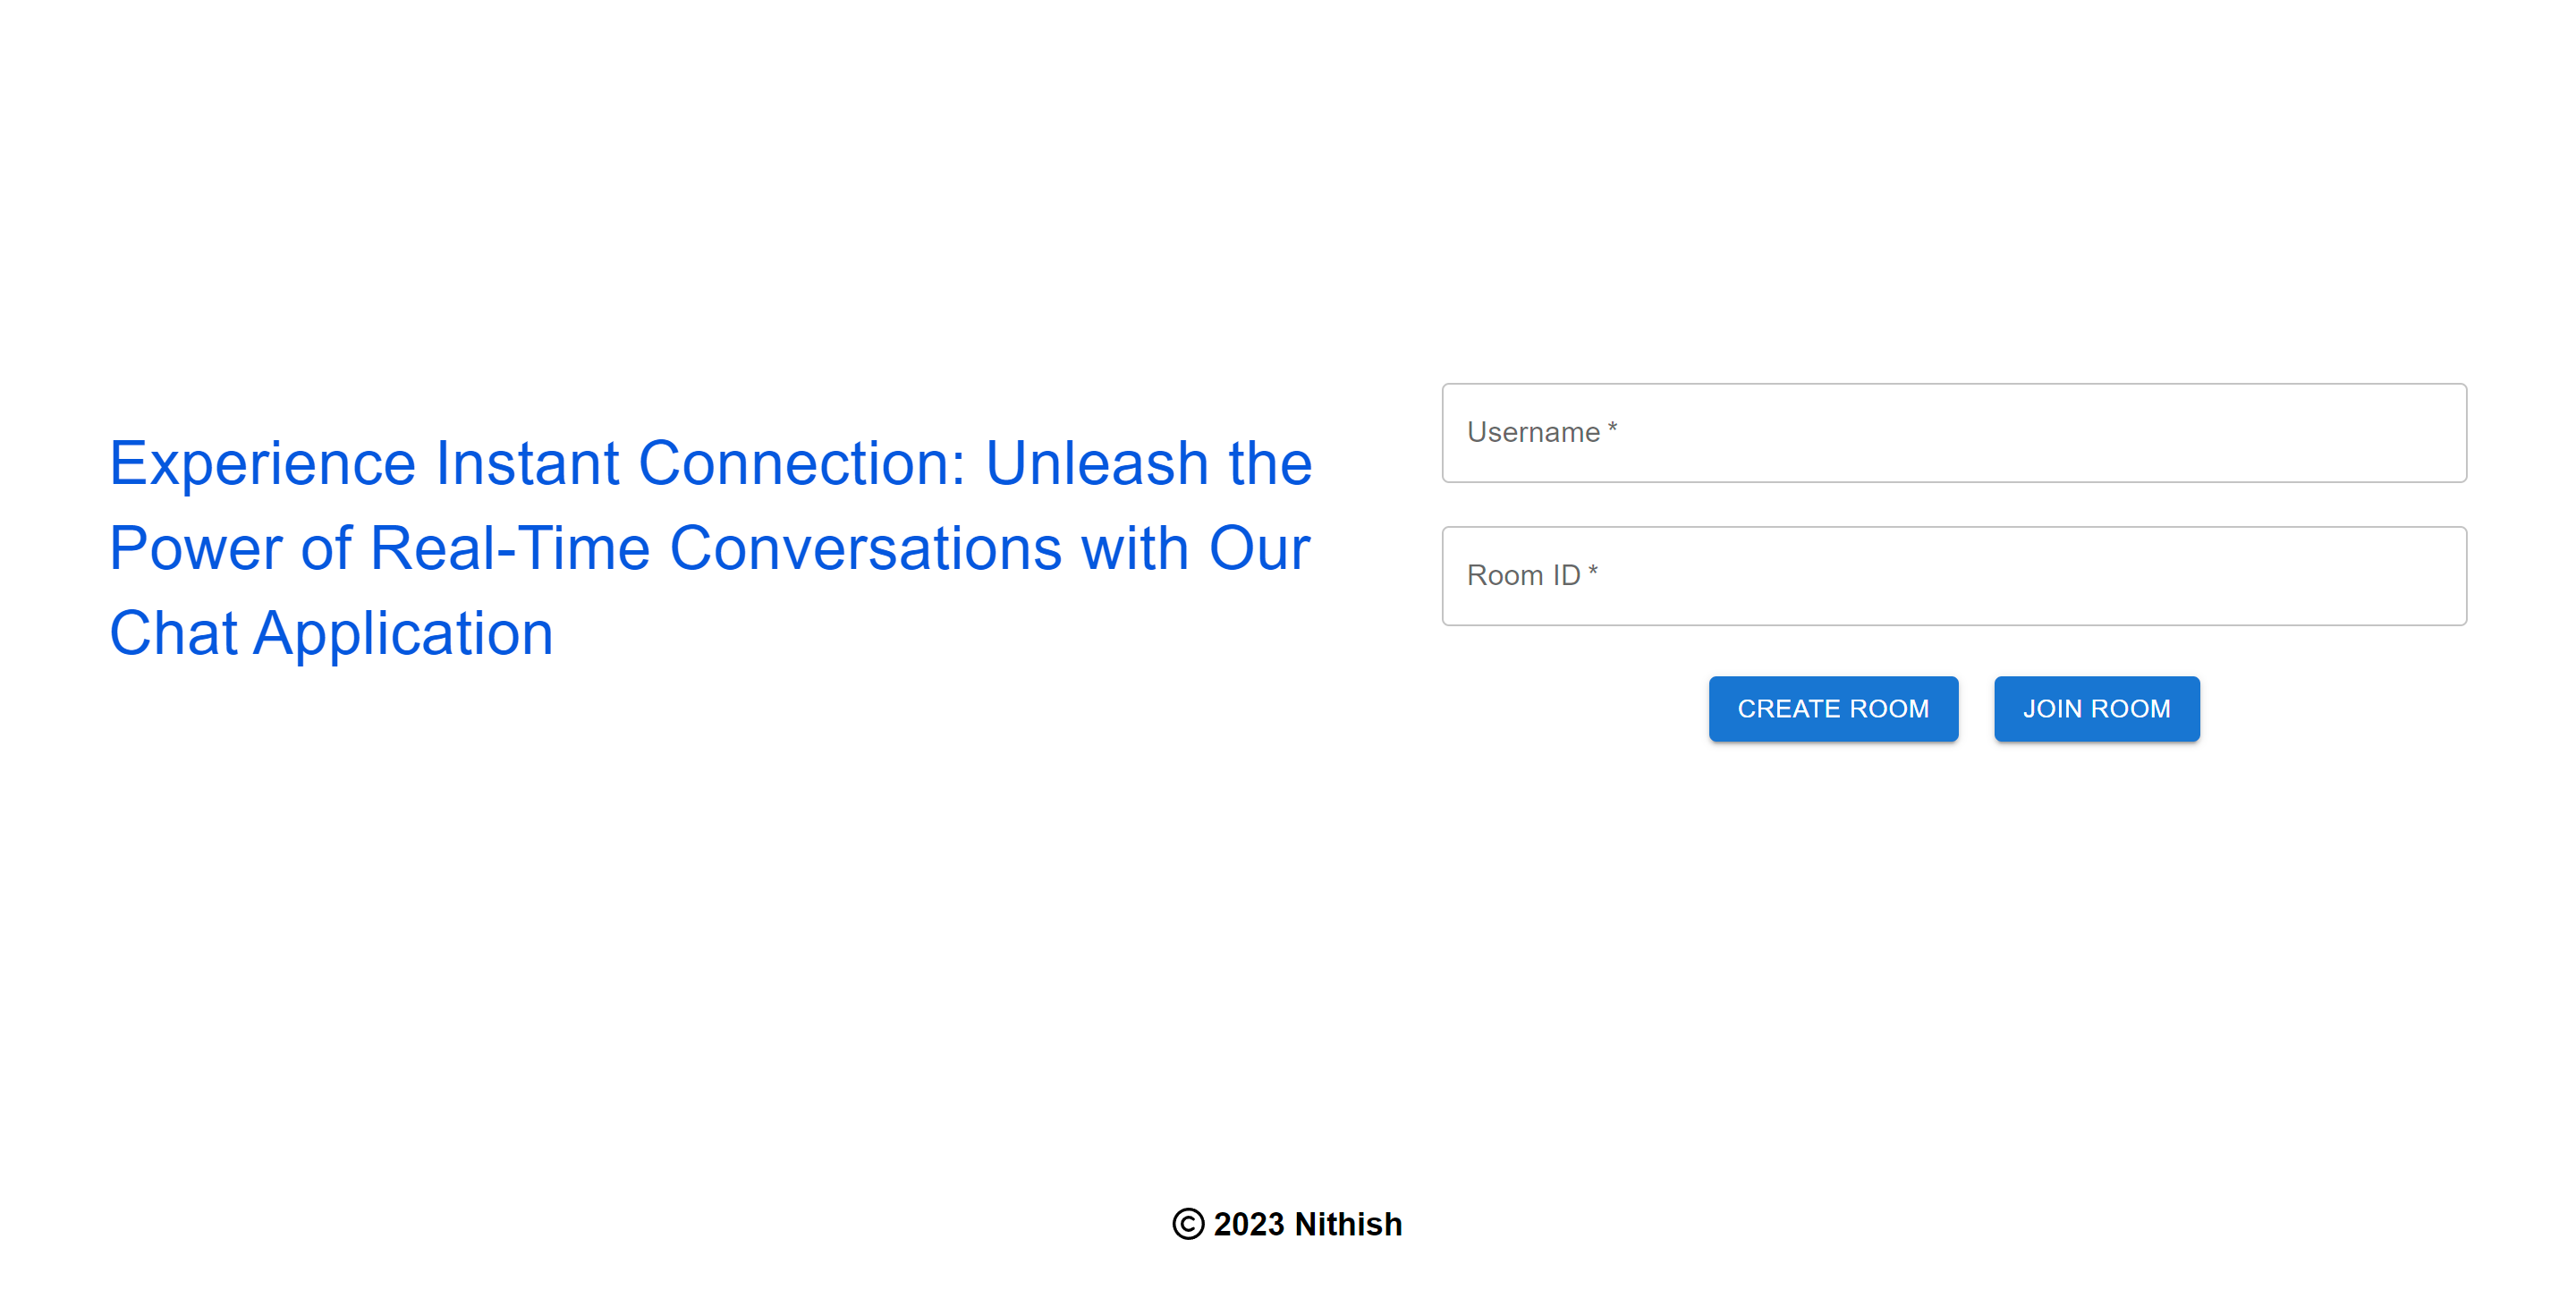 Experience Instant Connection: Unleash the
Power of Real-Time Conversations with Our
Chat Application
Username *
Room ID *
CREATE ROOM
JOIN ROOM
© 2023 Nithish